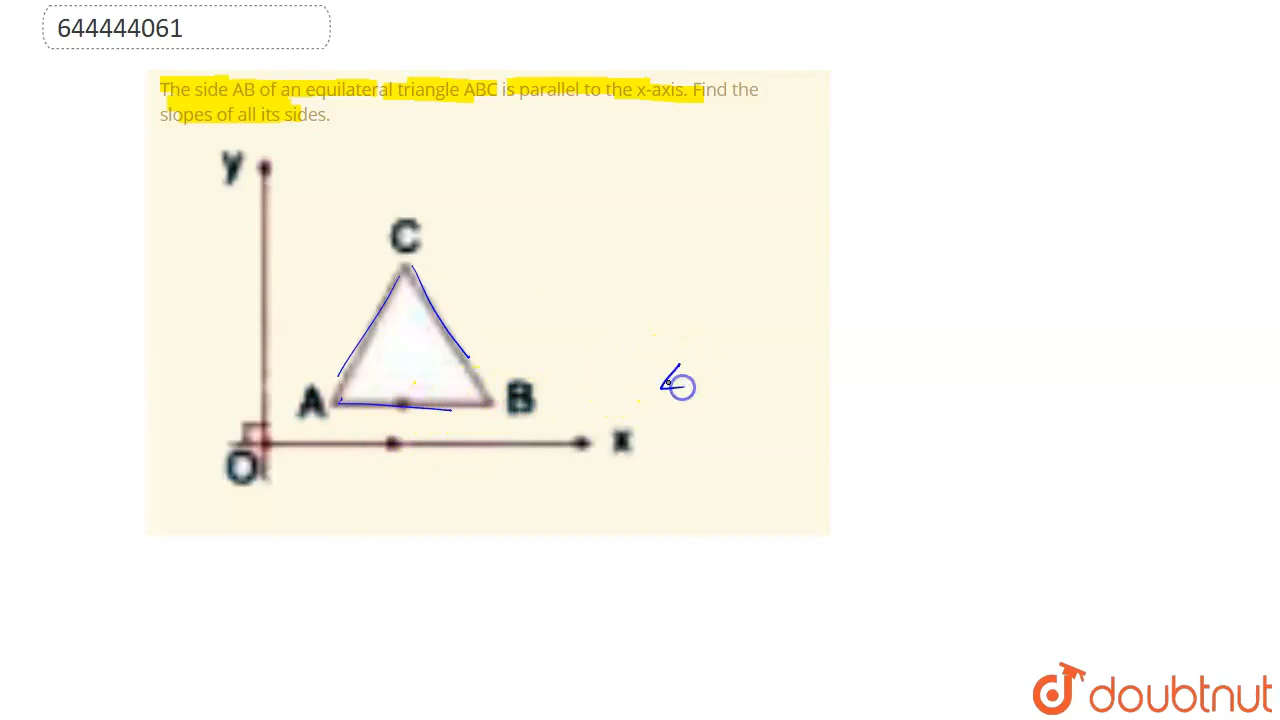 644444061
The side AB of an equilateral triangle ABC is parallel to the x-axis. Find the
slopes of all its sides.
y
C
A
B
O
x
doubtnut